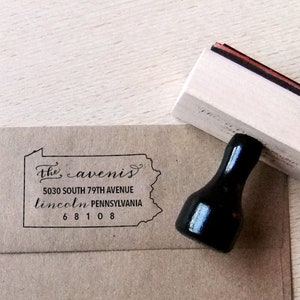 the avenis
5030 SOUTH 79TH AVENUE
lincoln PENNSYLVANIA
68108